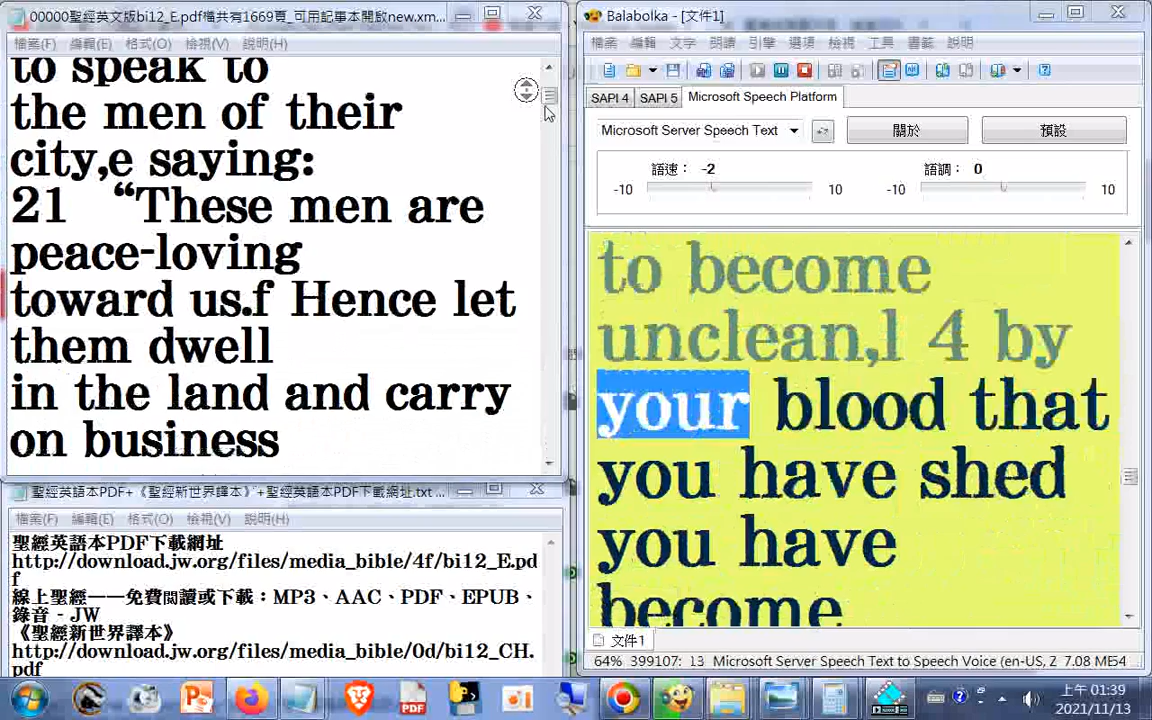 00000聖經英文版bi12_E.pdf檔共有1669頁_可用記事本開啟new.xm...
檔案(F) 編輯(E) 格式(O) 檢視(V) 說明(H)
to speak to
the men of their
city,e saying:
21 “These men are
peace-loving
toward us.f Hence let
them dwell
in the land and carry
on business
聖經英語本PDF+《聖經新世界譯本》+聖經英語本PDF下載網址.txt ...
檔案(F) 編輯(E) 格式(O) 檢視(V) 說明(H)
聖經英語本PDF下載網址
http://download.jw.org/files/media_bible/4f/bi12_E.pd
f
線上聖經——免費閱讀或下載：MP3、AAC、PDF、EPUB、
錄音 - JW
《聖經新世界譯本》
http://download.jw.org/files/media_bible/0d/bi12_CH.
pdf
Balabolka - [文件1]
檔案 編輯 文字 朗讀 引擎 選項 檢視 工具 書籤 說明
SAPI 4 SAPI 5 Microsoft Speech Platform
Microsoft Server Speech Text 關於 預設
語速： -2 語調： 0
-10 10 -10 10
to become
unclean,l 4 by
your blood that
you have shed
you have
become
文件1
64% 399107: 13 Microsoft Server Speech Text to Speech Voice (en-US, Z 7.08 MB 54
上午 01:39
2021/11/13